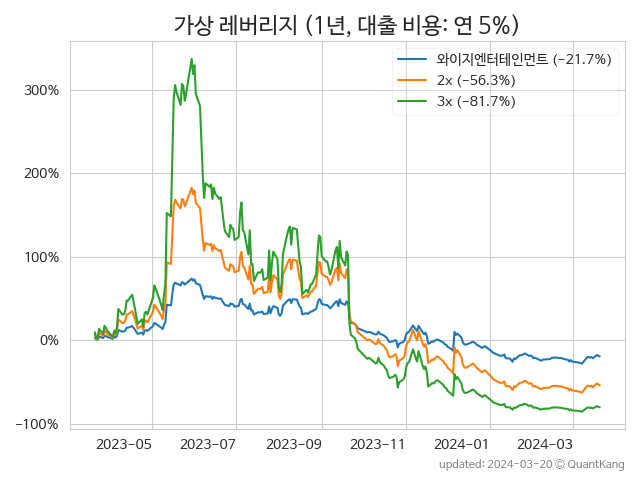 가상 레버리지 (1년, 대출 비용: 연 5%)
와이지엔터테인먼트 (-21.7%)
2x (-56.3%)
3x (-81.7%)
300%
200%
100%
0%
-100%
2023-05 2023-07 2023-09 2023-11 2024-01 2024-03
updated: 2024-03-20 © QuantKang